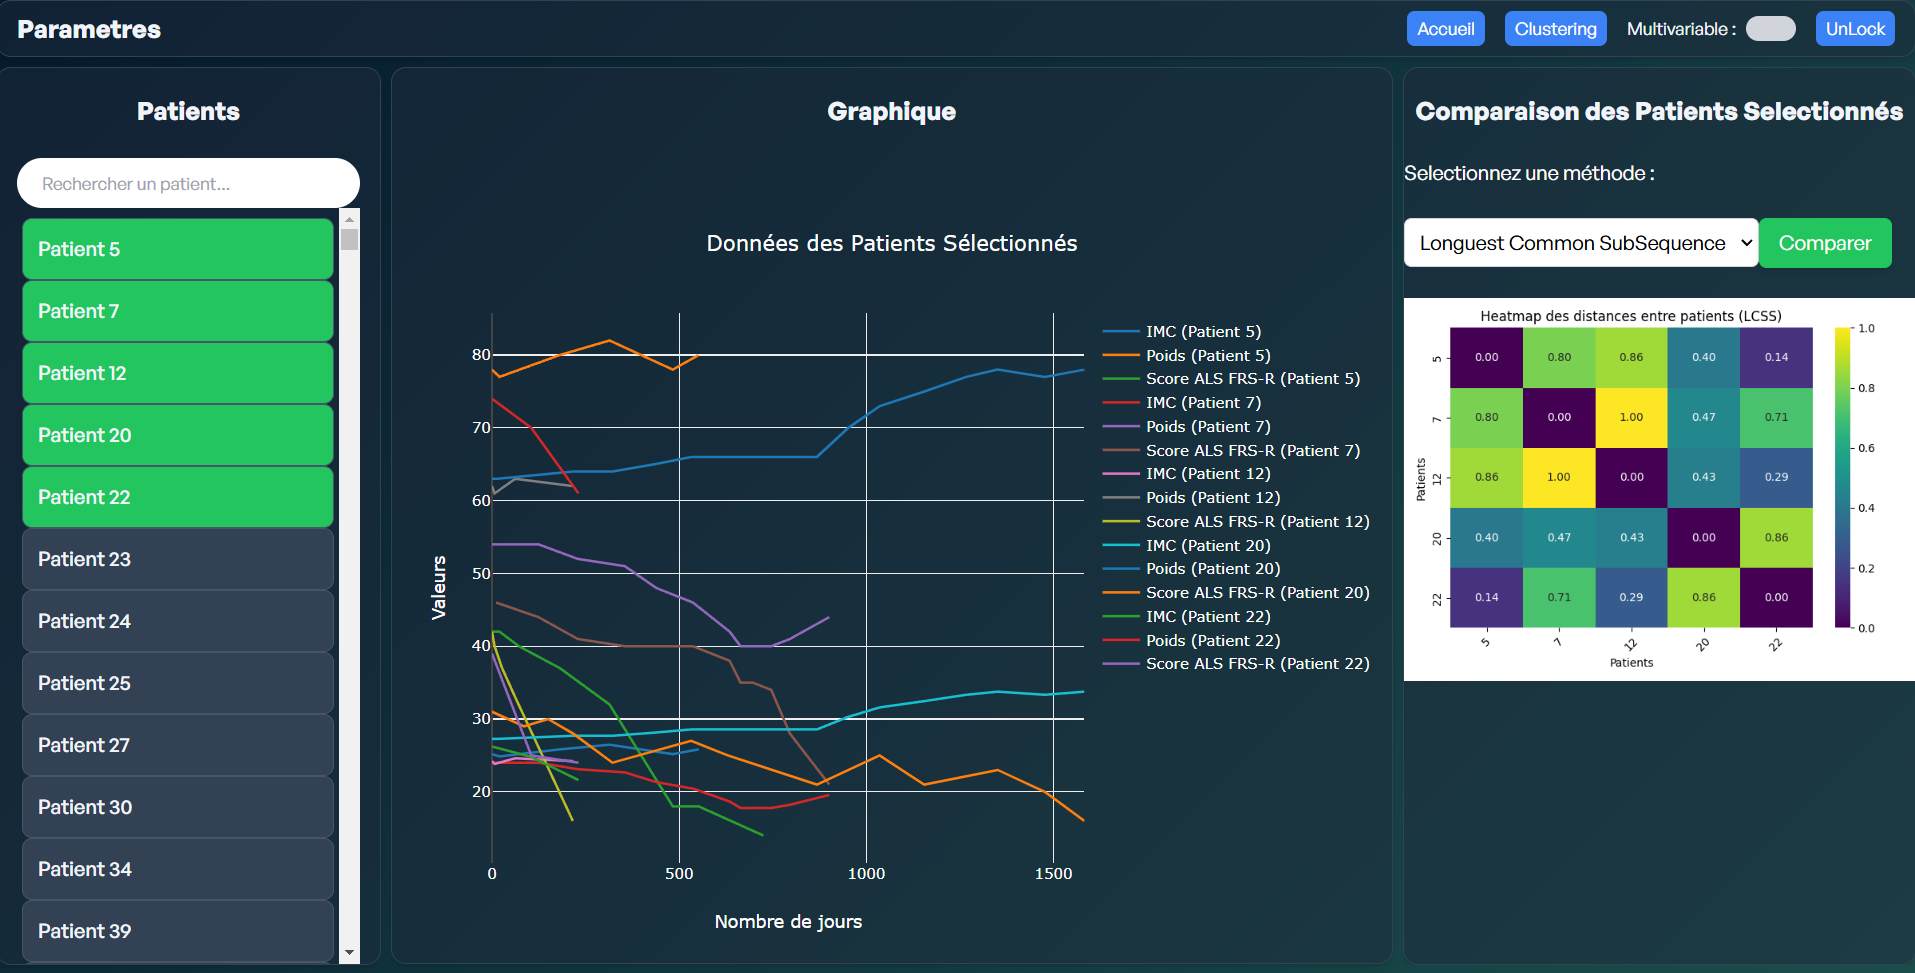 Parametres
Accueil
Clustering
Multivariable :
UnLock
Patients
Rechercher un patient...
Patient 5
Patient 7
Patient 12
Patient 20
Patient 22
Patient 23
Patient 24
Patient 25
Patient 27
Patient 30
Patient 34
Patient 39
Graphique
Données des Patients Sélectionnés
Valeurs
80
70
60
50
40
30
20
0 500 1000 1500
Nombre de jours
IMC (Patient 5)
Poids (Patient 5)
Score ALS FRS-R (Patient 5)
IMC (Patient 7)
Poids (Patient 7)
Score ALS FRS-R (Patient 7)
IMC (Patient 12)
Poids (Patient 12)
Score ALS FRS-R (Patient 12)
IMC (Patient 20)
Poids (Patient 20)
Score ALS FRS-R (Patient 20)
IMC (Patient 22)
Poids (Patient 22)
Score ALS FRS-R (Patient 22)
Comparaison des Patients Selectionnés
Selectionnez une méthode :
Longuest Common SubSequence
Comparer
Heatmap des distances entre patients (LCSS)
Patients
5 0.00 0.80 0.86 0.40 0.14
7 0.80 0.00 1.00 0.47 0.71
12 0.86 1.00 0.00 0.43 0.29
20 0.40 0.47 0.43 0.00 0.86
22 0.14 0.71 0.29 0.86 0.00
5 7 12 20 22
Patients
1.0
0.8
0.6
0.4
0.2
0.0